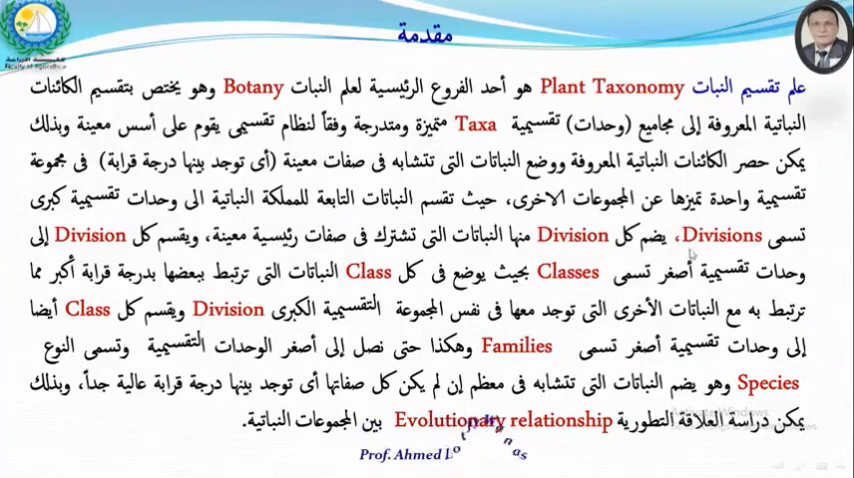 مقدمة
Faculty of Agriculture
علم تقسيم النبات Plant Taxonomy هو أحد الفروع الرئيسية لعلم النبات Botany وهو يختص بتقسيم الكائنات
النباتية المعروفة إلى مجاميع (وحدات) تقسيمية Taxa متميزة ومتدرجة وفقاً لنظام تقسيمى يقوم على أسس معينة وبذلك
يمكن حصر الكائنات النباتية المعروفة ووضع النباتات التى تتشابه فى صفات معينة (أى توجد بينها درجة قرابة) فى مجموعة
تقسيمية واحدة تميزها عن المجموعات الاخرى، حيث تقسم النباتات التابعة للمملكة النباتية الى وحدات تقسيمية كبرى
تسمى Divisions، يضم كل Division منها النباتات التى تشترك فى صفات رئيسية معينة، ويقسم كل Division إلى
وحدات تقسيمية أصغر تسمى Classes بحيث يوضع فى كل Class النباتات التى ترتبط ببعضها بدرجة قرابة أكبر مما
ترتبط به مع النباتات الأخرى التى توجد معها فى نفس المجموعة التقسيمية الكبرى Division ويقسم كل Class أيضا
إلى وحدات تقسيمية أصغر تسمى Families وهكذا حتى نصل إلى أصغر الوحدات التقسيمية وتسمى النوع
Species وهو يضم النباتات التى تتشابه فى معظم إن لم يكن كل صفاتها أى توجد بينها درجة قرابة عالية جداً، وبذلك
يمكن دراسة العلاقة التطورية Evolutionary relationship بين المجموعات النباتية.
Activate Windows
Prof. Ahmed